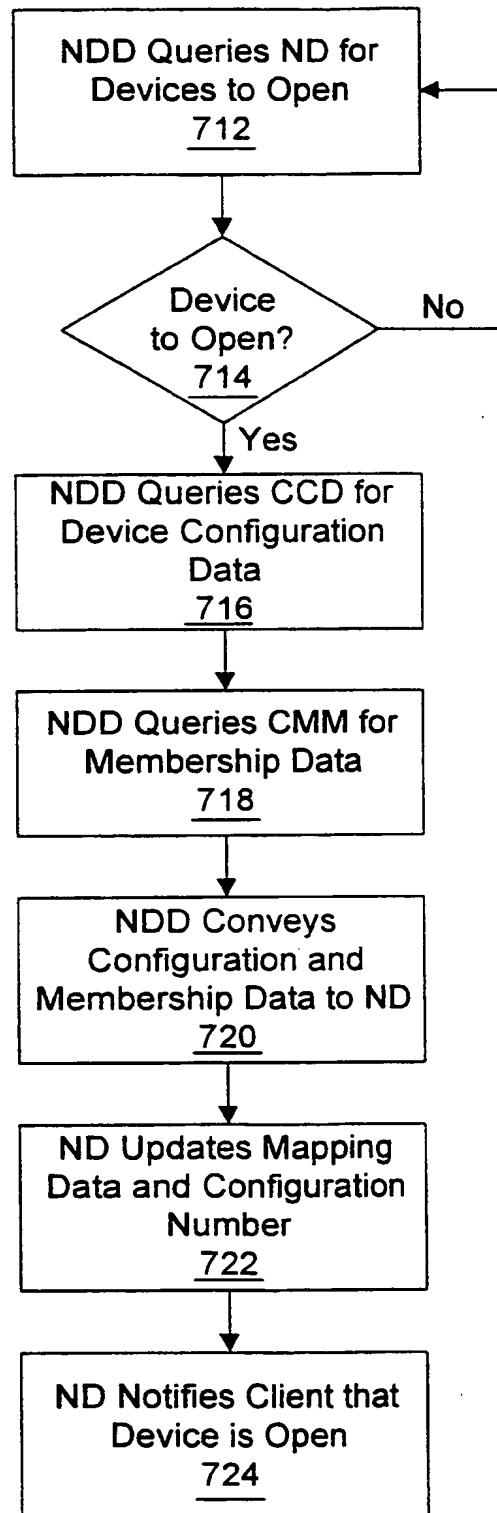 NDD Queries ND for
Devices to Open
712
Device
to Open?
714
No
Yes
NDD Queries CCD for
Device Configuration
Data
716
NDD Queries CMM for
Membership Data
718
NDD Conveys
Configuration and
Membership Data to ND
720
ND Updates Mapping
Data and Configuration
Number
722
ND Notifies Client that
Device is Open
724